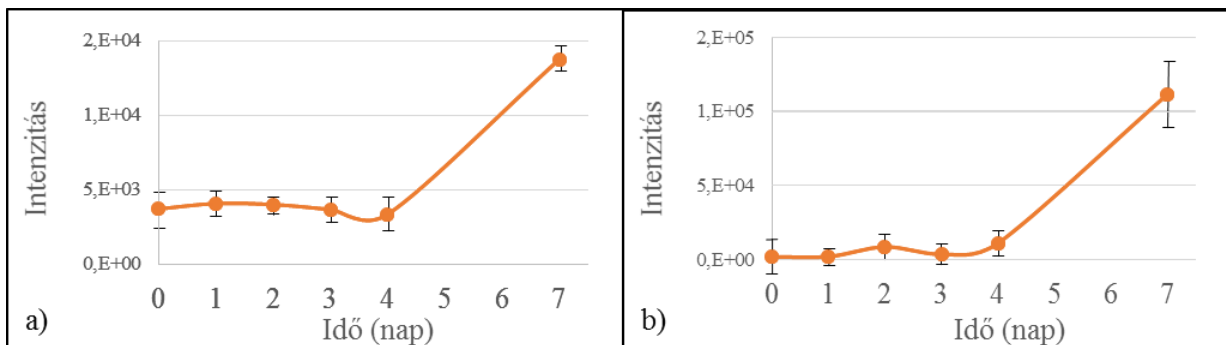 2,E+04
1,E+04
5,E+03
0,E+00
Intenzitás
0 1 2 3 4 5 6 7
Idő (nap)
a)
2,E+05
1,E+05
5,E+04
0,E+00
Intenzitás
0 1 2 3 4 5 6 7
Idő (nap)
b)